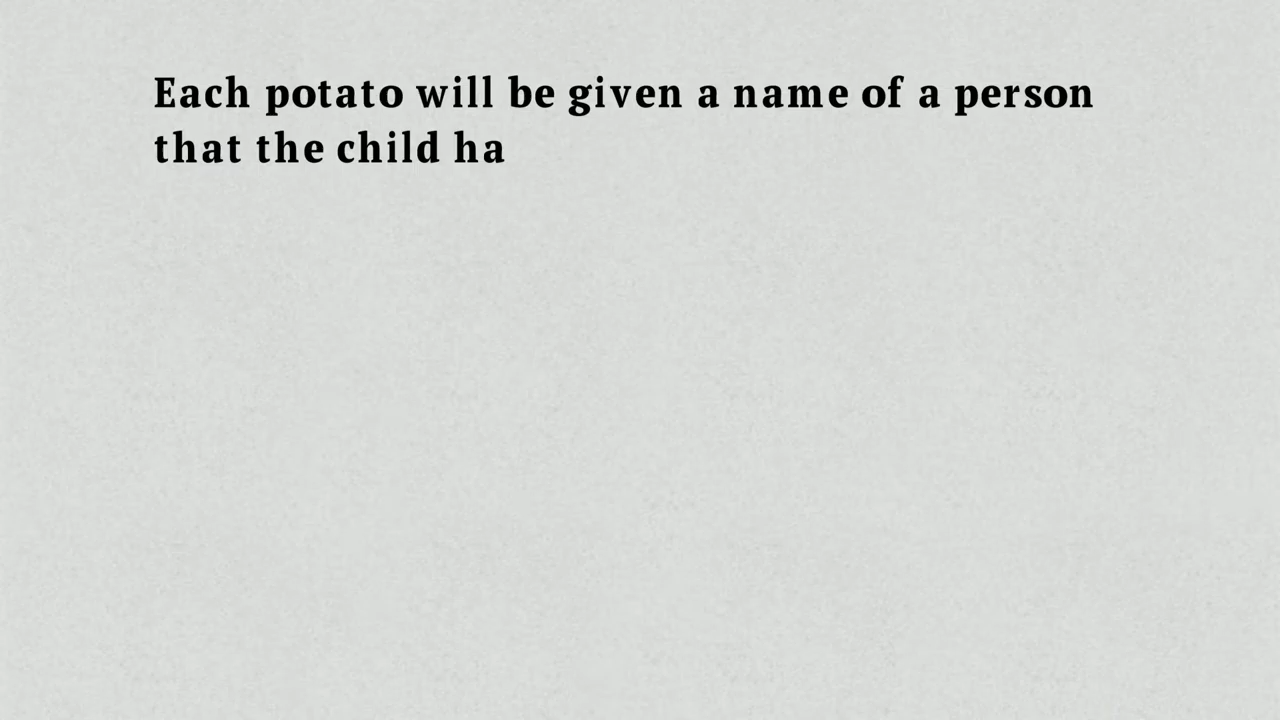 Each potato will be given a name of a person
that the child ha